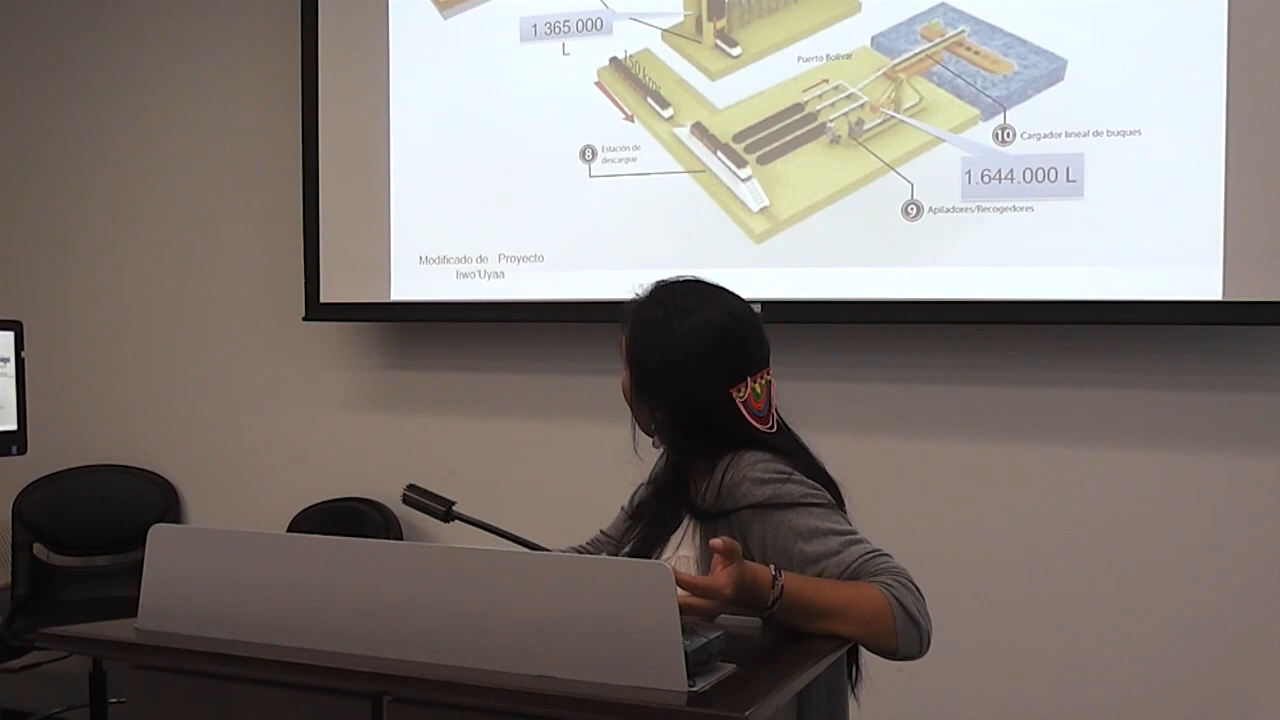 1 365 000
L
150 km
Puerto Bolívar
10 Cargador lineal de buques
8 Estación de
descargue
1.644.000 L
9 Apiladores/Recogedores
Modificado de Proyecto
Iiwo'Uyaa